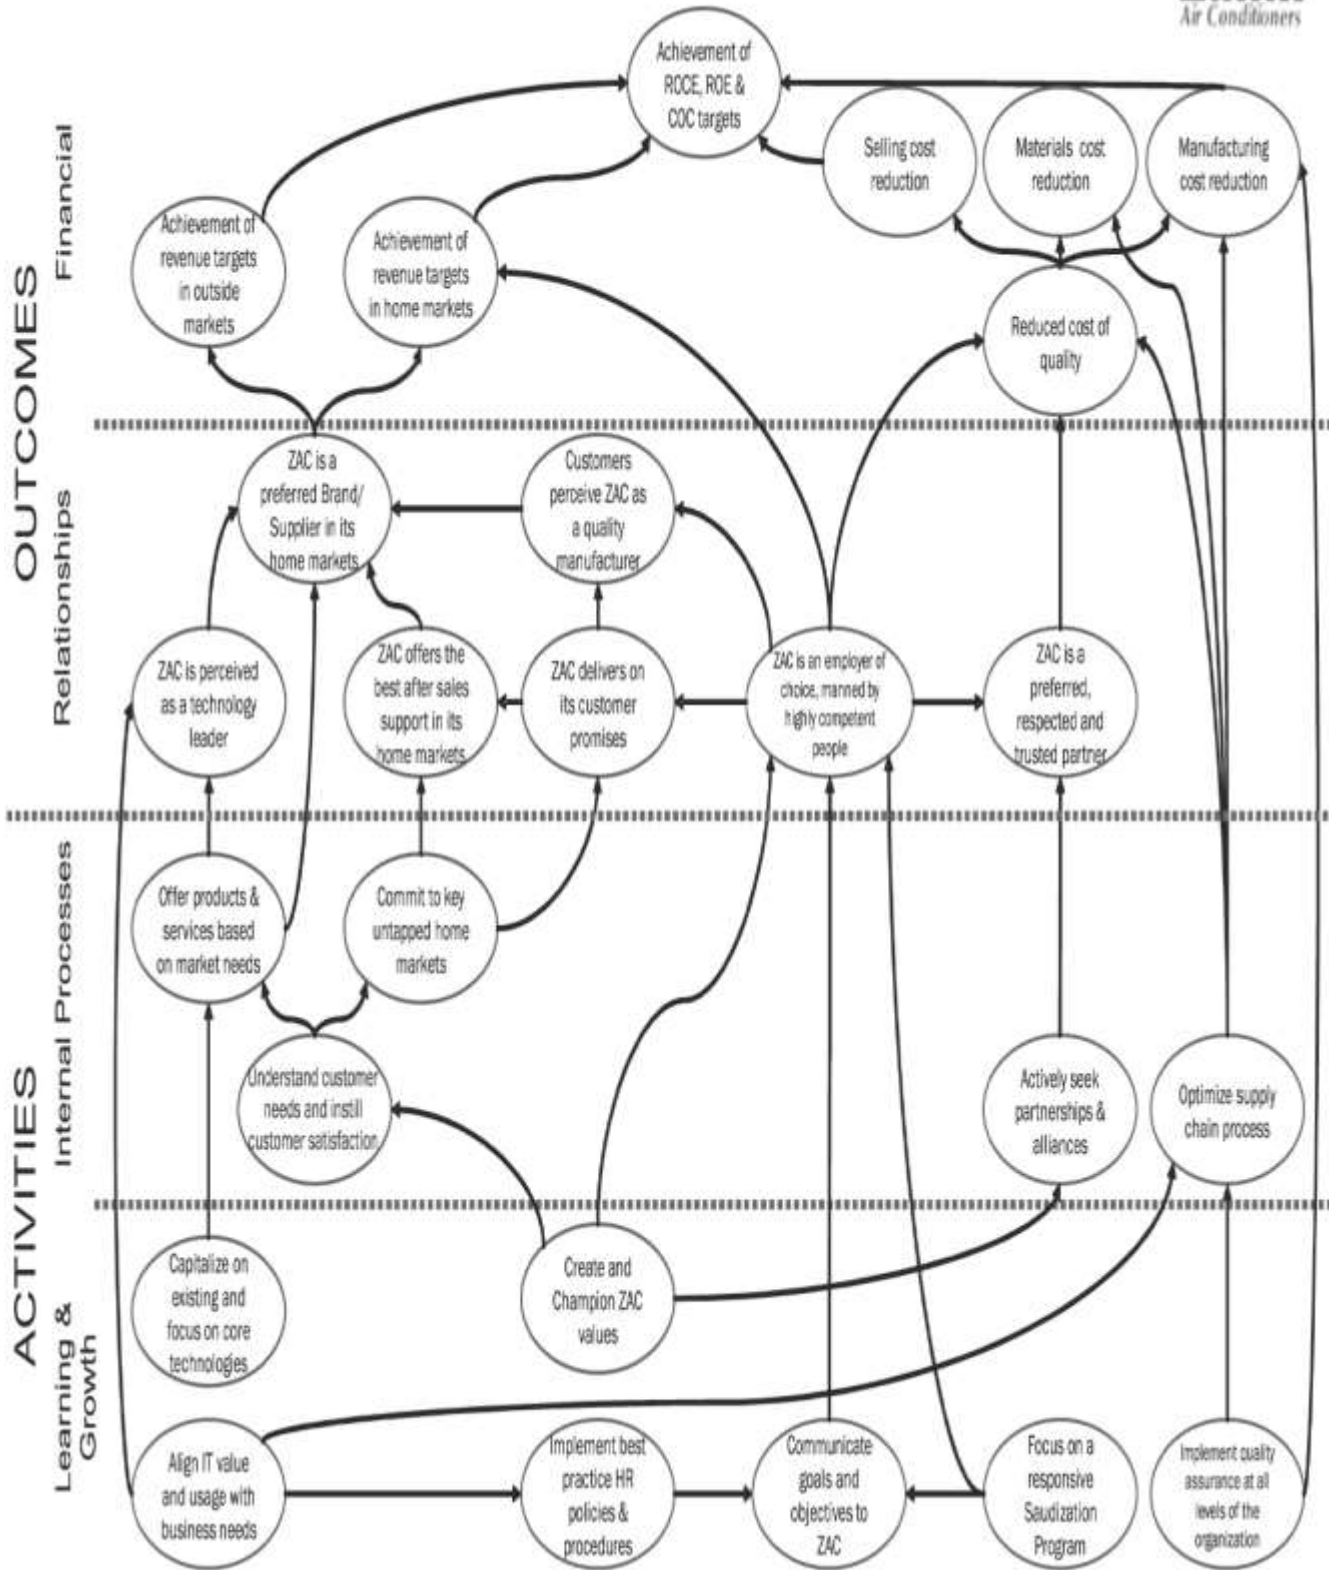 Air Conditioners
OUTCOMES
Financial
Achievement of
ROCE, ROE &
COC targets
Selling cost
reduction
Materials cost
reduction
Manufacturing
cost reduction
Achievement of
revenue targets
in outside
markets
Achievement of
revenue targets
in home markets
Reduced cost of
quality
Relationships
ZAC is a
preferred Brand/
Supplier in its
home markets
Customers
perceive ZAC as
a quality
manufacturer
ZAC is perceived
as a technology
leader
ZAC offers the
best after sales
support in its
home markets
ZAC delivers on
its customer
promises
ZAC is an employer of
choice, manned by
highly competent
people
ZAC is a
preferred,
respected and
trusted partner
ACTIVITIES
Internal Processes
Offer products &
services based
on market needs
Commit to key
untapped home
markets
Understand customer
needs and instill
customer satisfaction
Actively seek
partnerships &
alliances
Optimize supply
chain process
Learning &
Growth
Capitalize on
existing and
focus on core
technologies
Create and
Champion ZAC
values
Align IT value
and usage with
business needs
Implement best
practice HR
policies &
procedures
Communicate
goals and
objectives to
ZAC
Focus on a
responsive
Saudization
Program
Implement quality
assurance at all
levels of the
organization